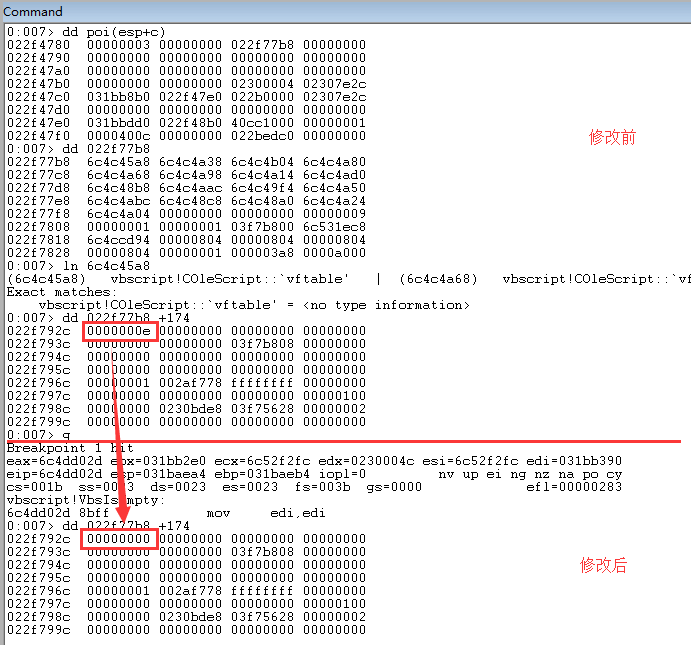 Command
0:007> dd poi(esp+c)
022f4780  00000003 00000000 022f77b8 00000000
022f4790  00000000 00000000 00000000 00000000
022f47a0  00000000 00000000 00000000 00000000
022f47b0  00000000 00000000 02300004 02307e2c
022f47c0  031bb8b0 022f47e0 022b0000 02307e2c
022f47d0  00000000 00000000 00000000 00000000
022f47e0  031bbdd0 022f48b0 40cc1000 00000001
022f47f0  0000400c 00000000 022bedc0 00000000
修改前
0:007> dd 022f77b8
022f77b8  6c4c45a8 6c4c4a38 6c4c4b04 6c4c4a80
022f77c8  6c4c4a68 6c4c4a98 6c4c4a14 6c4c4ad0
022f77d8  6c4c48b8 6c4c4aac 6c4c49f4 6c4c4a50
022f77e8  6c4c4abc 6c4c48c8 6c4c48a0 6c4c4a24
022f77f8  6c4c4a04 00000000 00000000 00000009
022f7808  00000001 00000001 03f7b800 6c531ec8
022f7818  6c4ccd94 00000804 00000804 00000804
022f7828  00000804 00000001 000003a8 0000a000
0:007> ln 6c4c45a8
(6c4c45a8)   vbscript!COleScript::`vftable'   |  (6c4c4a68)   vbscript!COleScript::`vf
Exact matches:
    vbscript!COleScript::`vftable' = <no type information>
0:007> dd 022f77b8 +174
022f792c  0000000e 00000000 00000000 00000000
022f793c  00000000 00000000 03f7b808 00000000
022f794c  00000000 00000000 00000000 00000000
022f795c  00000000 00000000 00000000 00000000
022f796c  00000001 002af778 ffffffff 00000000
022f797c  00000000 00000000 00000000 00000100
022f798c  00000000 0230bde8 03f75628 00000002
022f799c  00000000 00000000 00000000 00000000
0:007> g
Breakpoint 1 hit
eax=6c4dd02d ebx=031bb2e0 ecx=6c52f2fc edx=0230004c esi=6c52f2fc edi=031bb390
eip=6c4dd02d esp=031baea4 ebp=031baeb4 iopl=0         nv up ei ng nz na po cy
cs=001b  ss=0023  ds=0023  es=0023  fs=003b  gs=0000             efl=00000283
vbscript!VbsIsEmpty:
6c4dd02d 8bff            mov     edi,edi
0:007> dd 022f77b8 +174
022f792c  00000000 00000000 00000000 00000000
022f793c  00000000 00000000 03f7b808 00000000
022f794c  00000000 00000000 00000000 00000000
022f795c  00000000 00000000 00000000 00000000
022f796c  00000001 002af778 ffffffff 00000000
022f797c  00000000 00000000 00000000 00000100
022f798c  00000000 0230bde8 03f75628 00000002
022f799c  00000000 00000000 00000000 00000000
修改后